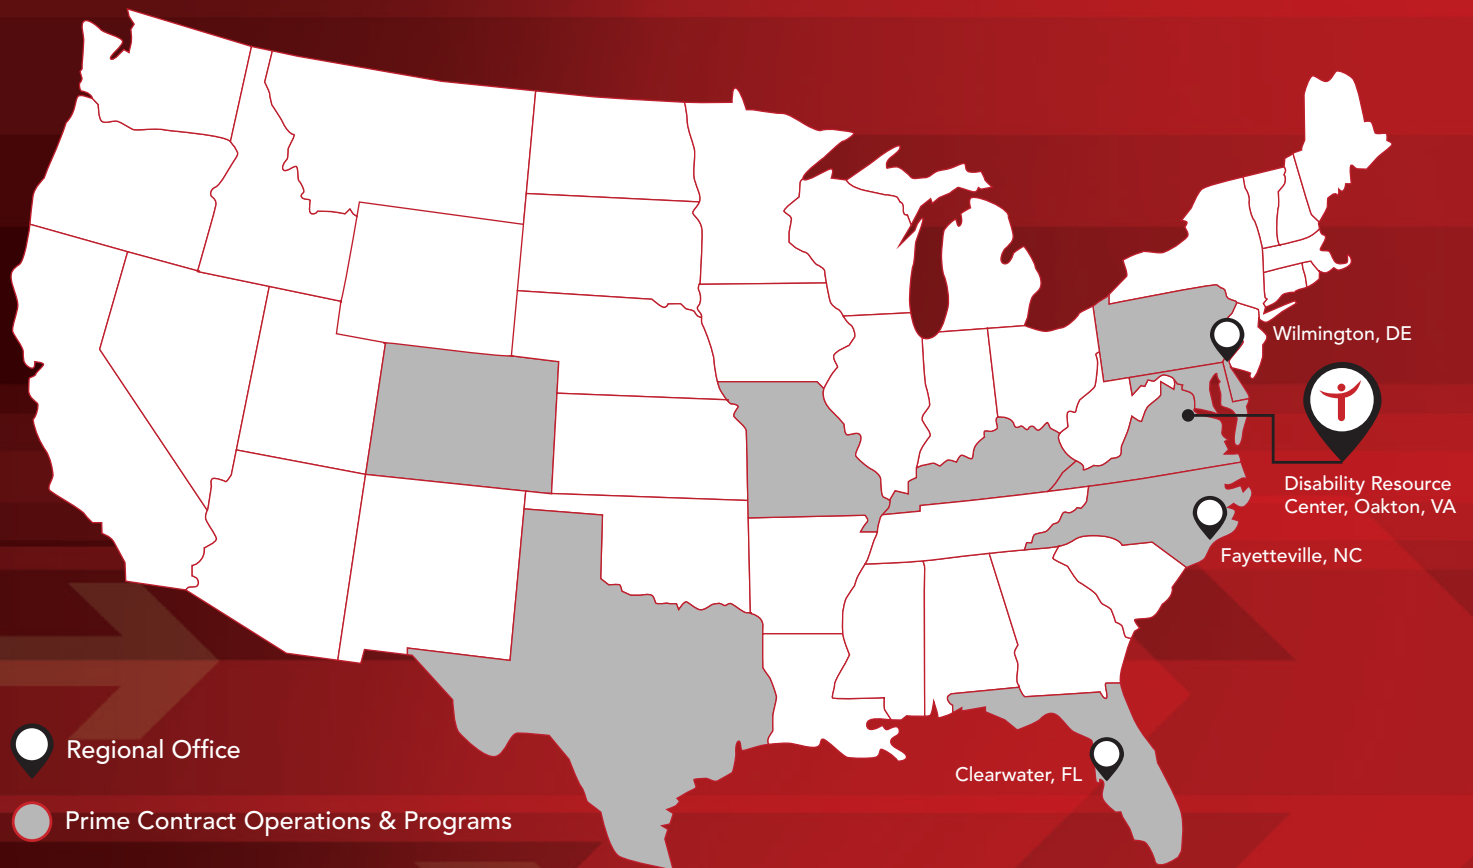 Wilmington, DE
Disability Resource
Center, Oakton, VA
Fayetteville, NC
Clearwater, FL
Regional Office
Prime Contract Operations & Programs